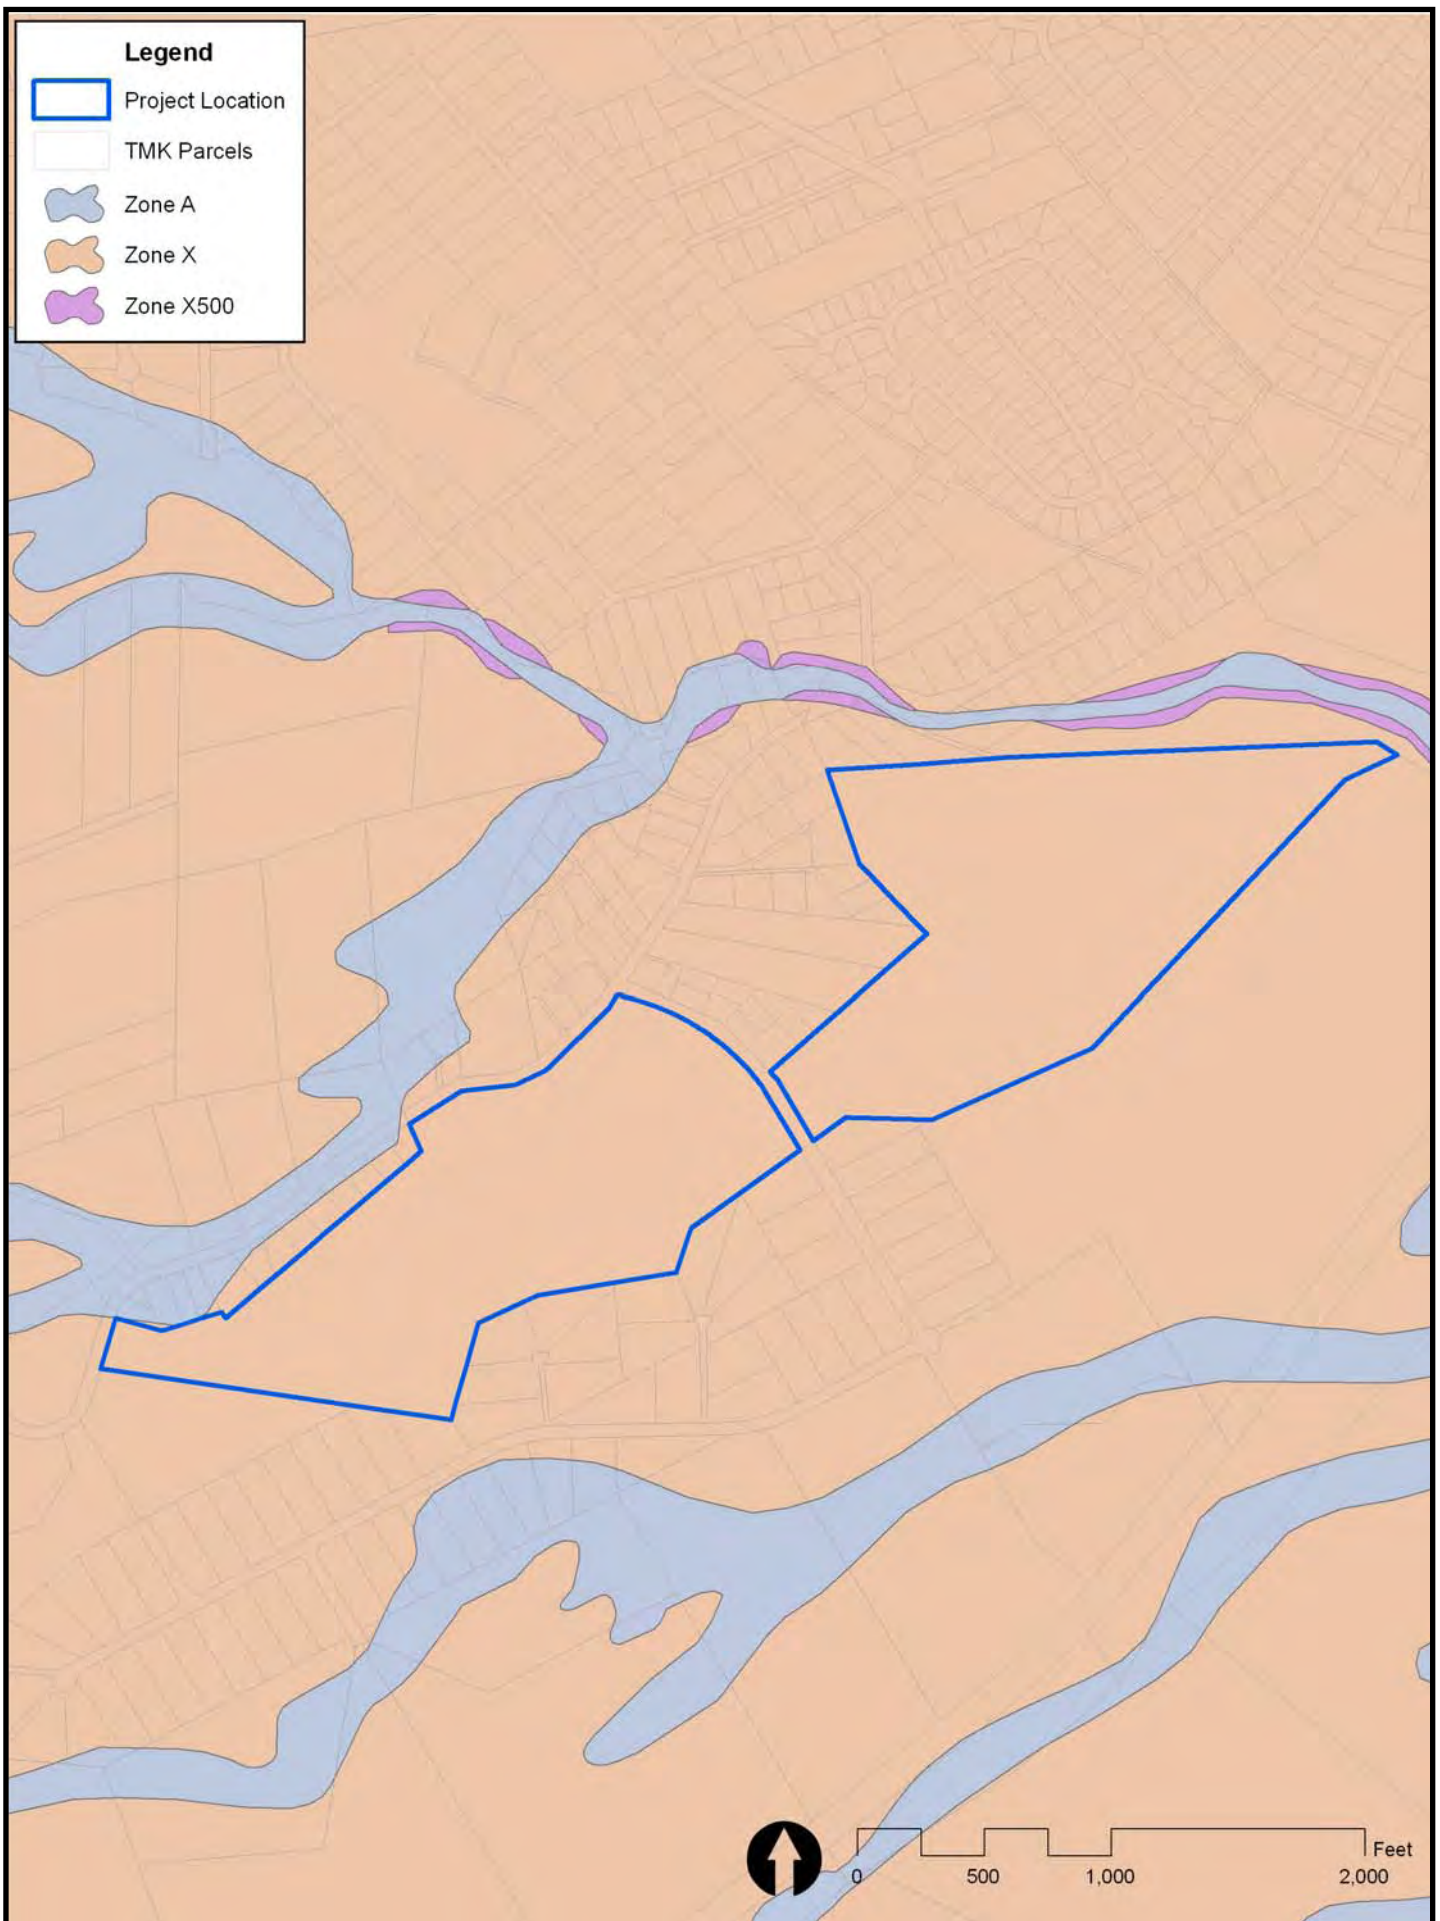 Legend
Project Location
TMK Parcels
Zone A
Zone X
Zone X500
Feet
0 500 1,000 2,000